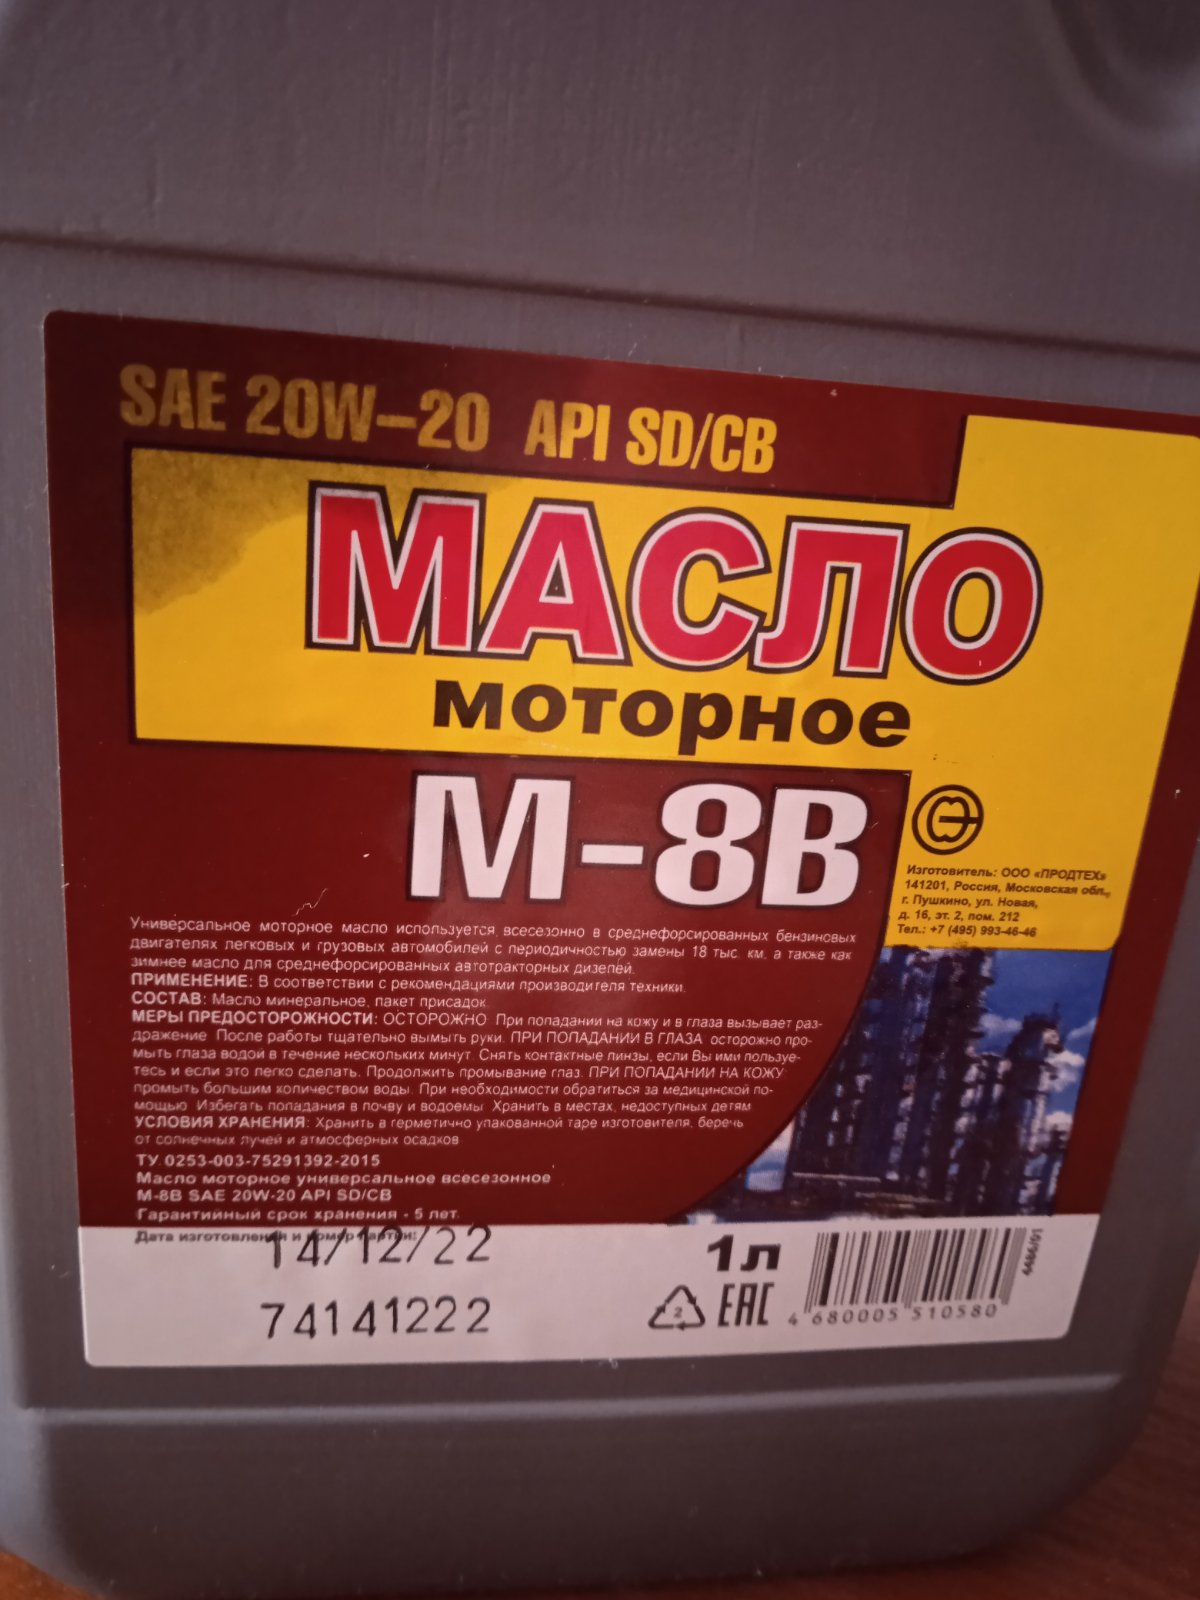 SAE 20W-20 API SD/CB
МАСЛО
моторное
М-8В
Изготовитель: ООО «ПРОДТЕХ»
141201, Россия, Московская обл.,
г. Пушкино, ул. Новая,
д. 16, эт. 2, пом. 212
Тел.: +7 (495) 993-46-46
Универсальное моторное масло используется всесезонно в среднефорсированных бензиновых
двигателях легковых и грузовых автомобилей с периодичностью замены 18 тыс. км, а также как
зимнее масло для среднефорсированных автотракторных дизелей.
ПРИМЕНЕНИЕ: В соответствии с рекомендациями производителя техники.
СОСТАВ: Масло минеральное, пакет присадок.
МЕРЫ ПРЕДОСТОРОЖНОСТИ: ОСТОРОЖНО. При попадании на кожу и в глаза вызывает раз-
дражение. После работы тщательно вымыть руки. ПРИ ПОПАДАНИИ В ГЛАЗА: осторожно про-
мыть глаза водой в течение нескольких минут. Снять контактные линзы, если Вы ими пользуе-
тесь и если это легко сделать. Продолжить промывание глаз. ПРИ ПОПАДАНИИ НА КОЖУ:
промыть большим количеством воды. При необходимости обратиться за медицинской по-
мощью. Избегать попадания в почву и водоемы. Хранить в местах, недоступных детям.
УСЛОВИЯ ХРАНЕНИЯ: Хранить в герметично упакованной таре изготовителя, беречь
от солнечных лучей и атмосферных осадков.
ТУ 0253-003-75291392-2015
Масло моторное универсальное всесезонное
М-8В SAE 20W-20 API SD/CB
Гарантийный срок хранения - 5 лет.
Дата изготовления и номер партии:
14/12/22
74141222
1л
2
EAC
4 680005 510580
4486/01